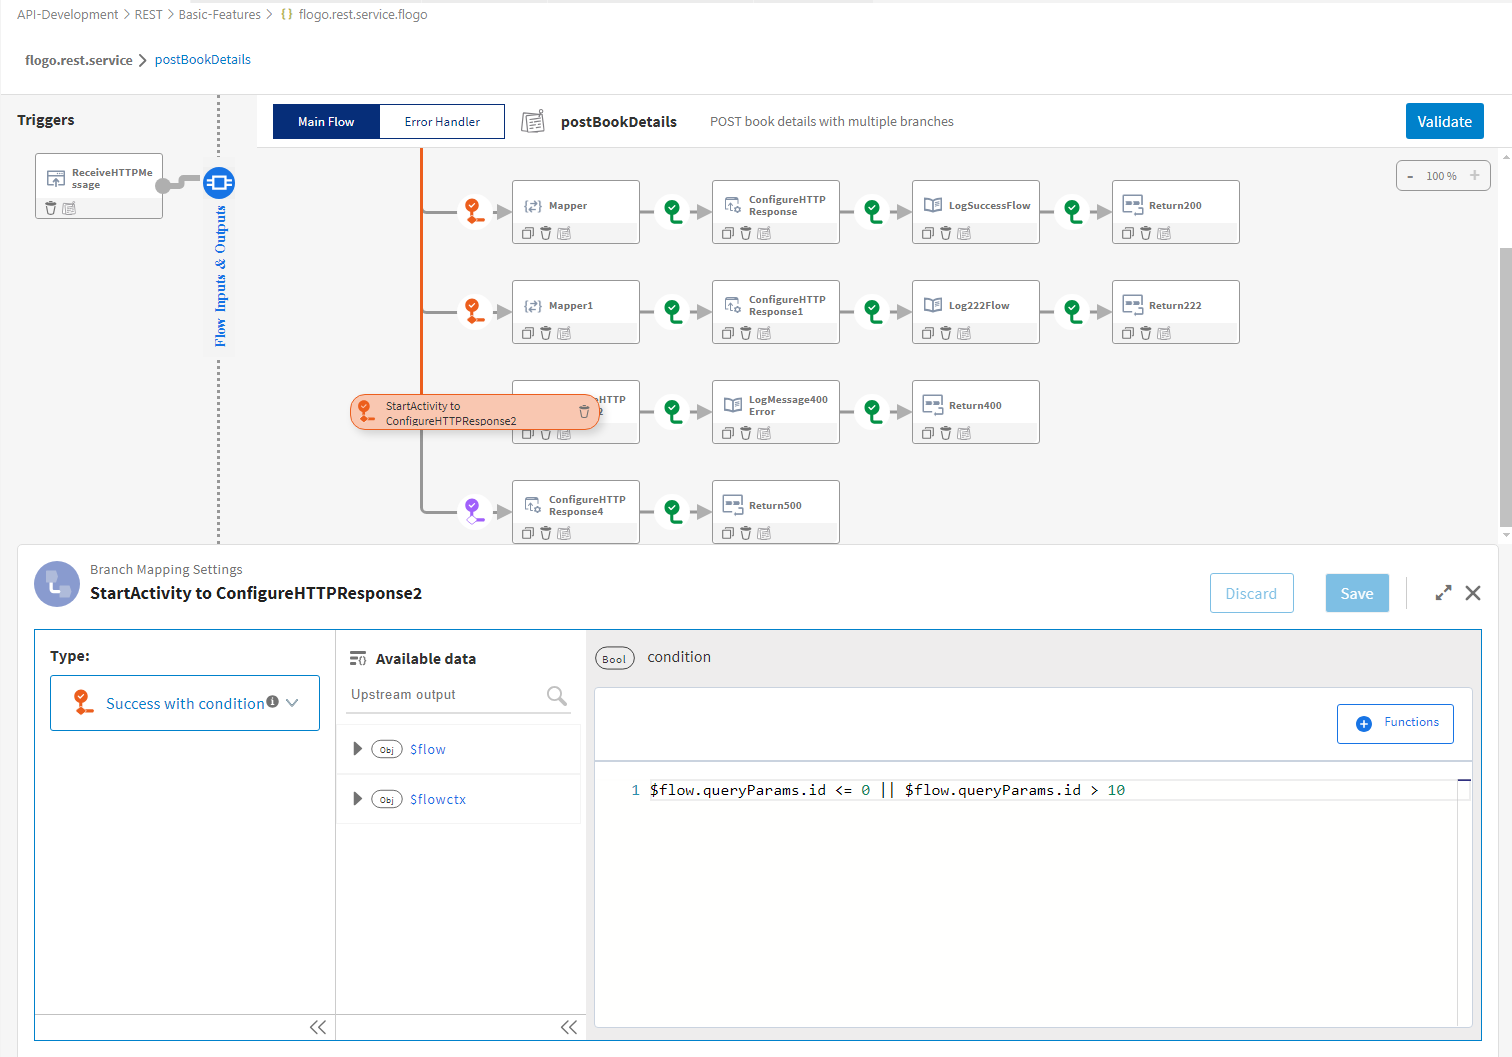 API-Development > REST > Basic-Features > {} flogo.rest.service.flogo
flogo.rest.service > postBookDetails
Triggers
ReceiveHTTPMe
ssage
Flow Inputs & Outputs
Main Flow
Error Handler
postBookDetails
POST book details with multiple branches
Validate
- 100 % +
Mapper
ConfigureHTTP
Response
LogSuccessFlow
Return200
Mapper1
ConfigureHTTP
Response1
Log222Flow
Return222
StartActivity to
ConfigureHTTPResponse2
HTTP
2
LogMessage400
Error
Return400
ConfigureHTTP
Response4
Return500
Branch Mapping Settings
StartActivity to ConfigureHTTPResponse2
Discard
Save
Type:
Success with condition
Available data
Upstream output
Obj $flow
Obj $flowctx
Bool condition
Functions
1 $flow.queryParams.id <= 0 || $flow.queryParams.id > 10